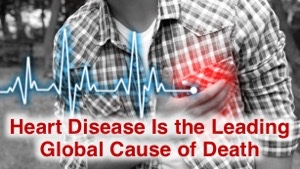 Heart Disease Is the Leading
Global Cause of Death